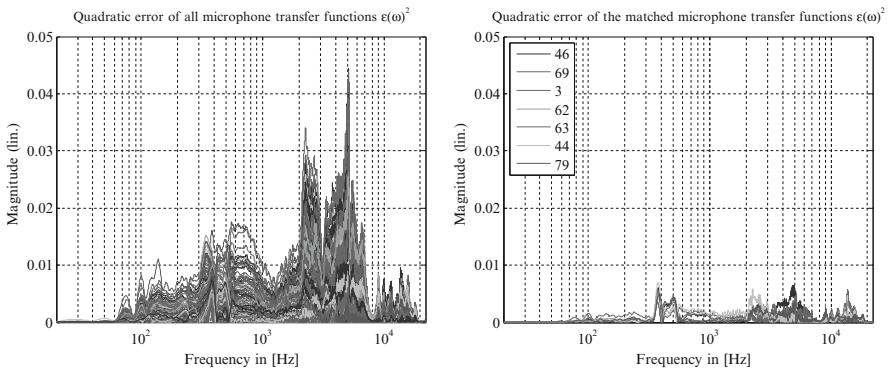 Quadratic error of all microphone transfer functions ε(ω)²
0.05
0.04
0.03
0.02
0.01
0
Magnitude (lin.)
10² 10³ 10⁴
Frequency in [Hz]
Quadratic error of the matched microphone transfer functions ε(ω)²
0.05
0.04
0.03
0.02
0.01
0
Magnitude (lin.)
46
69
3
62
63
44
79
10² 10³ 10⁴
Frequency in [Hz]